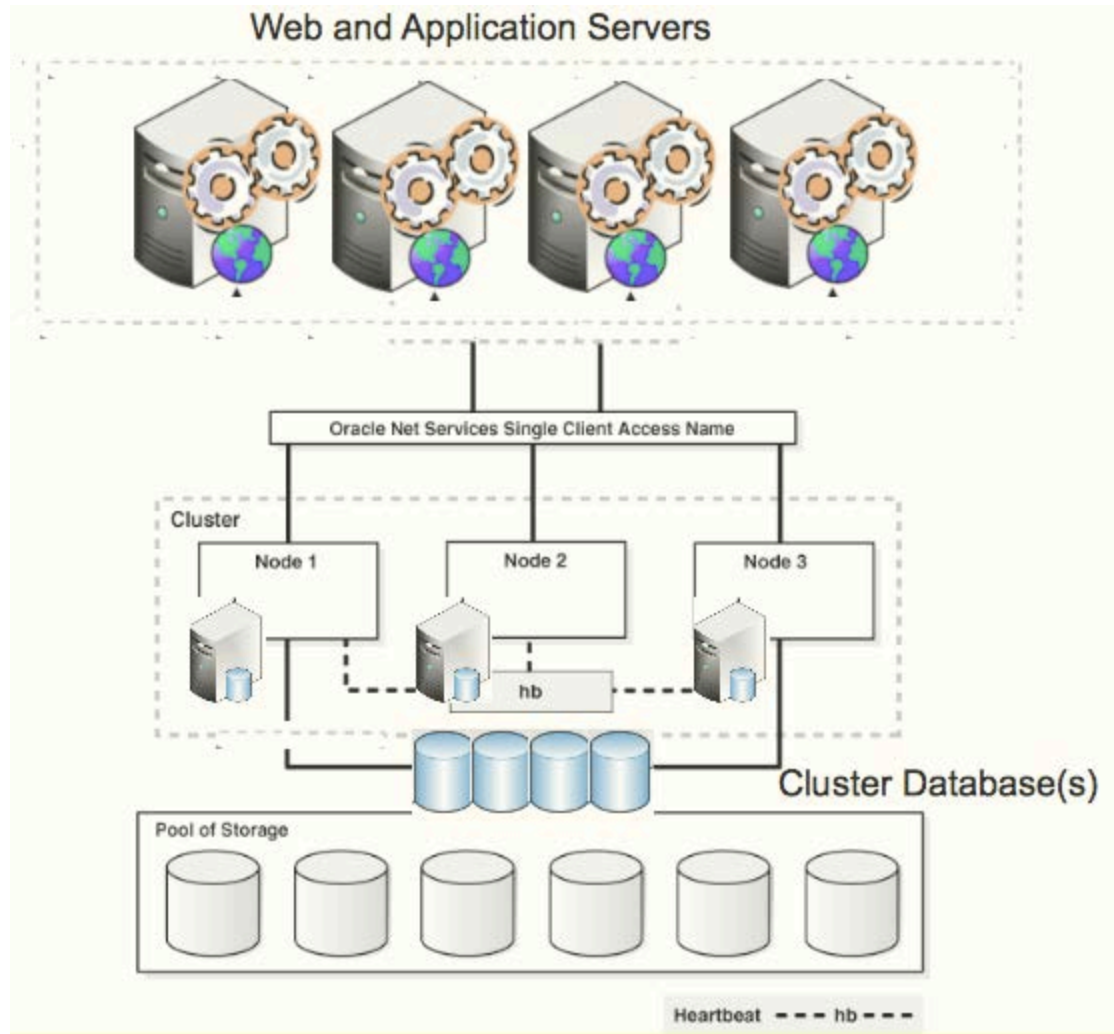 Web and Application Servers
Oracle Net Services Single Client Access Name
Cluster
Node 1
Node 2
Node 3
hb
Cluster Database(s)
Pool of Storage
Heartbeat --- hb ----